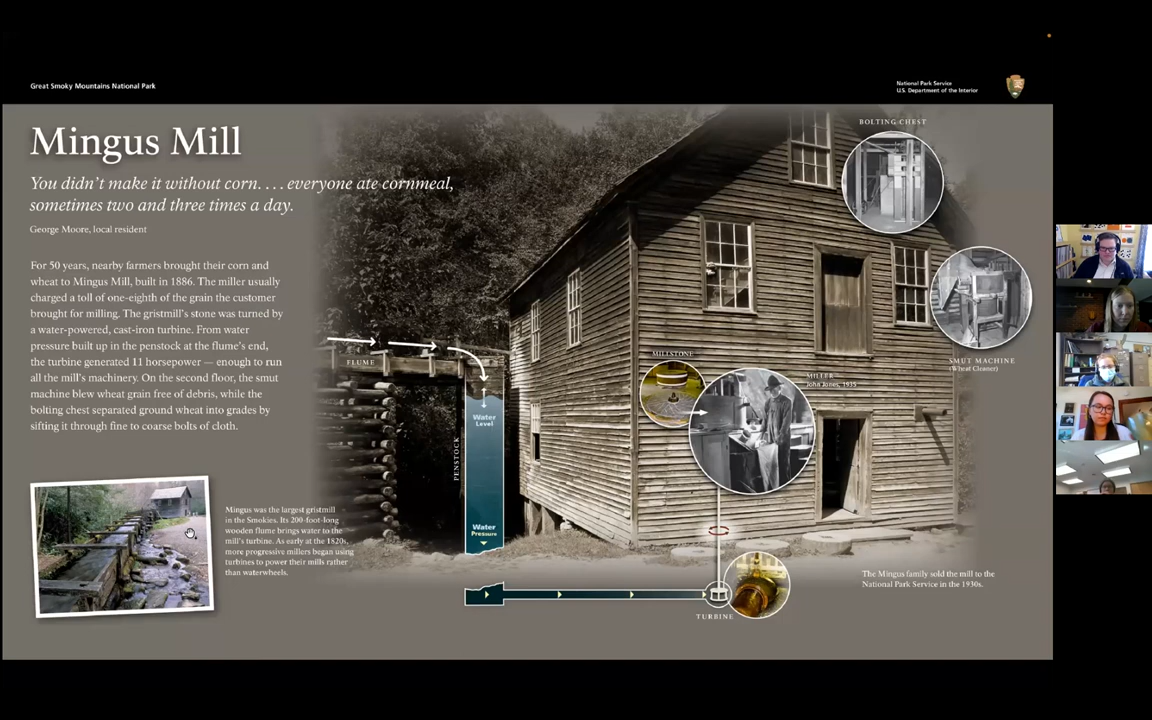 Great Smoky Mountains National Park
National Park Service
U.S. Department of the Interior
Mingus Mill
You didn't make it without corn. . . . everyone ate cornmeal,
sometimes two and three times a day.
George Moore, local resident
For 50 years, nearby farmers brought their corn and
wheat to Mingus Mill, built in 1886. The miller usually
charged a toll of one-eighth of the grain the customer
brought for milling. The gristmill's stone was turned by
a water-powered, cast-iron turbine. From water
pressure built up in the penstock at the flume's end,
the turbine generated 11 horsepower — enough to run
all the mill's machinery. On the second floor, the smut
machine blew wheat grain free of debris, while the
bolting chest separated ground wheat into grades by
sifting it through fine to coarse bolts of cloth.
Mingus was the largest gristmill
in the Smokies. Its 200-foot-long
wooden flume brings water to the
mill's turbine. As early at the 1820s,
more progressive millers began using
turbines to power their mills rather
than waterwheels.
FLUME
Water
Level
PENSTOCK
Water
Pressure
MILLSTONE
MILLER
John Jones, 1935
BOLTING CHEST
SMUT MACHINE
(Wheat Cleaner)
TURBINE
The Mingus family sold the mill to the
National Park Service in the 1930s.